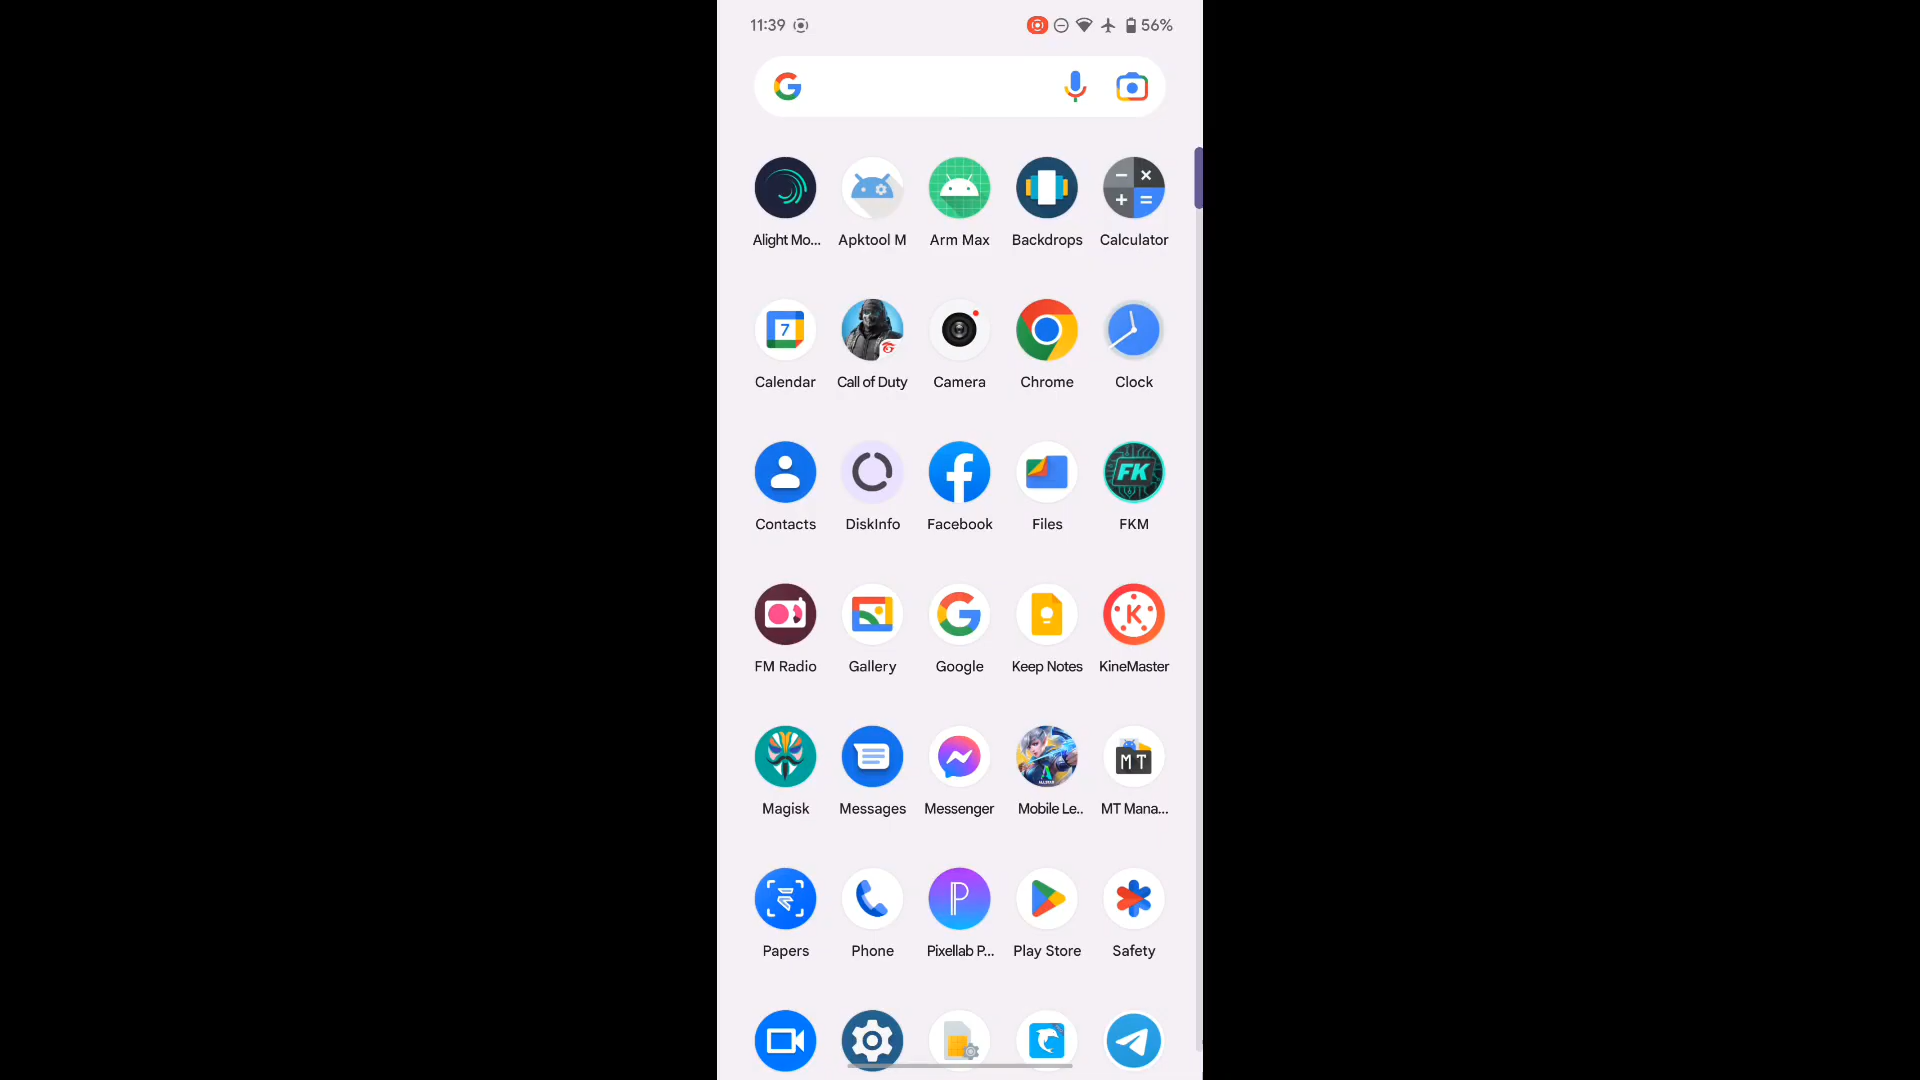 11:39 56%
Alight Mo... Apktool M Arm Max Backdrops Calculator
7
Calendar Call of Duty Camera Chrome Clock
FK
Contacts DiskInfo Facebook Files FKM
K
FM Radio Gallery Google Keep Notes KineMaster
MT
Magisk Messages Messenger Mobile Le.. MT Mana...
P
Papers Phone Pixellab P... Play Store Safety